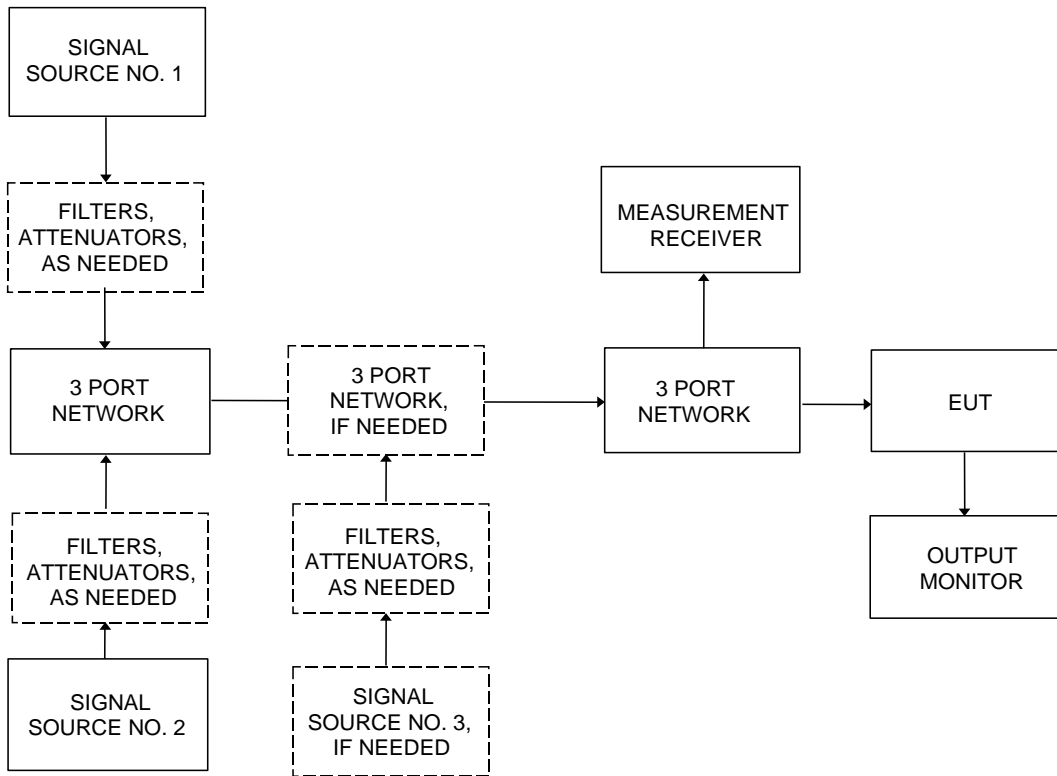 SIGNAL
SOURCE NO. 1
FILTERS,
ATTENUATORS,
AS NEEDED
MEASUREMENT
RECEIVER
3 PORT
NETWORK
3 PORT
NETWORK,
IF NEEDED
3 PORT
NETWORK
EUT
FILTERS,
ATTENUATORS,
AS NEEDED
FILTERS,
ATTENUATORS,
AS NEEDED
OUTPUT
MONITOR
SIGNAL
SOURCE NO. 2
SIGNAL
SOURCE NO. 3,
IF NEEDED